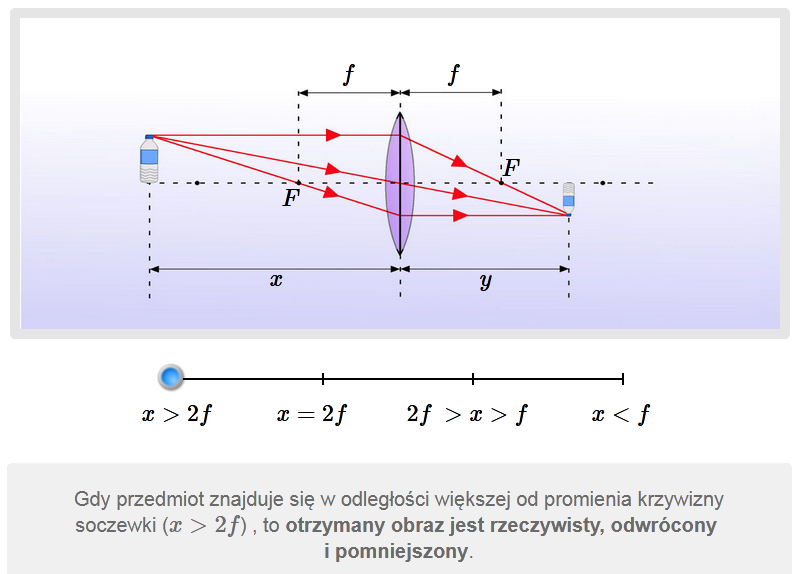 f f
F
F
x y
x > 2f x = 2f 2f > x > f x < f
Gdy przedmiot znajduje się w odległości większej od promienia krzywizny
soczewki (x > 2f) , to otrzymany obraz jest rzeczywisty, odwrócony
i pomniejszony.